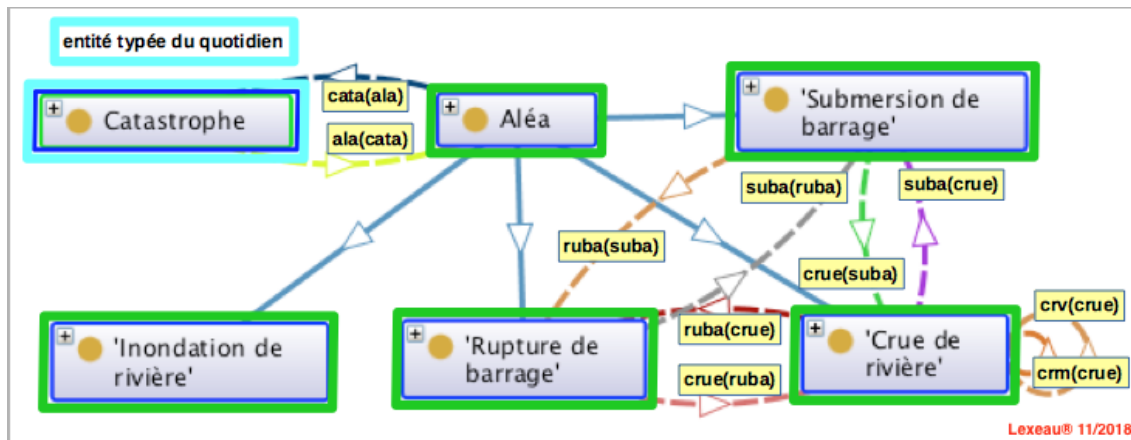 entité typée du quotidien
Catastrophe
cata(ala)
ala(cata)
Aléa
'Submersion de
barrage'
suba(ruba)
suba(crue)
ruba(suba)
crue(suba)
'Inondation de
rivière'
'Rupture de
barrage'
ruba(crue)
crue(ruba)
'Crue de
rivière'
crv(crue)
crm(crue)
Lexeau® 11/2018